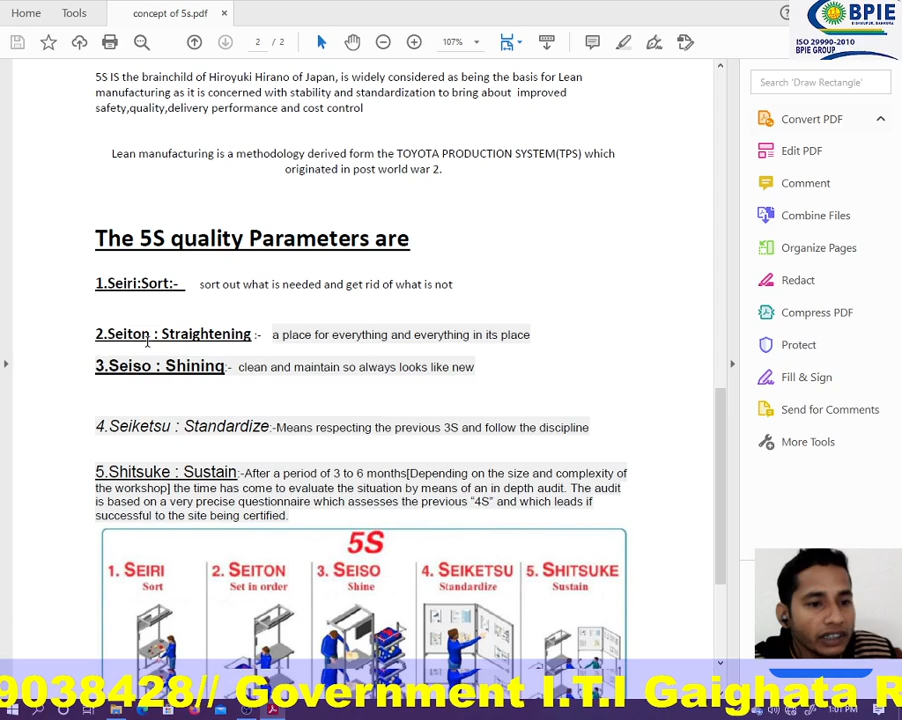 Home
Tools
concept of 5s.pdf
×
BPIE
ISO 29990-2010
BPIE GROUP
2 / 2
107%
5S IS the brainchild of Hiroyuki Hirano of Japan, is widely considered as being the basis for Lean
manufacturing as it is concerned with stability and standardization to bring about improved
safety,quality,delivery performance and cost control
Lean manufacturing is a methodology derived form the TOYOTA PRODUCTION SYSTEM(TPS) which
originated in post world war 2.
The 5S quality Parameters are
1.Seiri:Sort:- sort out what is needed and get rid of what is not
2.Seiton : Straightening :- a place for everything and everything in its place
3.Seiso : Shining:- clean and maintain so always looks like new
4.Seiketsu : Standardize:-Means respecting the previous 3S and follow the discipline
5.Shitsuke : Sustain:-After a period of 3 to 6 months[Depending on the size and complexity of
the workshop] the time has come to evaluate the situation by means of an in depth audit. The audit
is based on a very precise questionnaire which assesses the previous “4S” and which leads if
successful to the site being certified.
5S
1. SEIRI
Sort
2. SEITON
Set in order
3. SEISO
Shine
4. SEIKETSU
Standardize
5. SHITSUKE
Sustain
Search 'Draw Rectangle'
Convert PDF
Edit PDF
Comment
Combine Files
Organize Pages
Redact
Compress PDF
Protect
Fill & Sign
Send for Comments
More Tools
9038428// Government I.T.I Gaighata R
1:01 PM